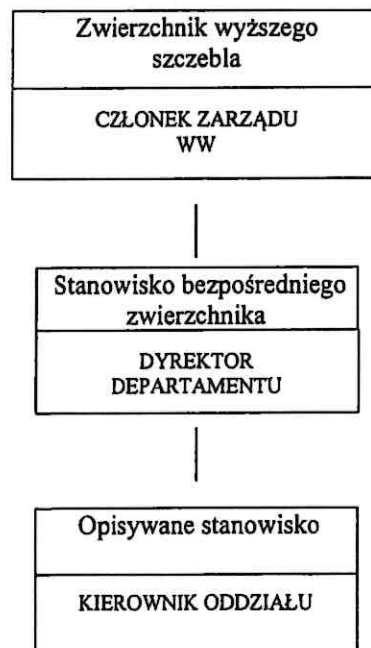 Zwierzchnik wyższego
szczebla
CZŁONEK ZARZĄDU
WW
Stanowisko bezpośredniego
zwierzchnika
DYREKTOR
DEPARTAMENTU
Opisywane stanowisko
KIEROWNIK ODDZIAŁU